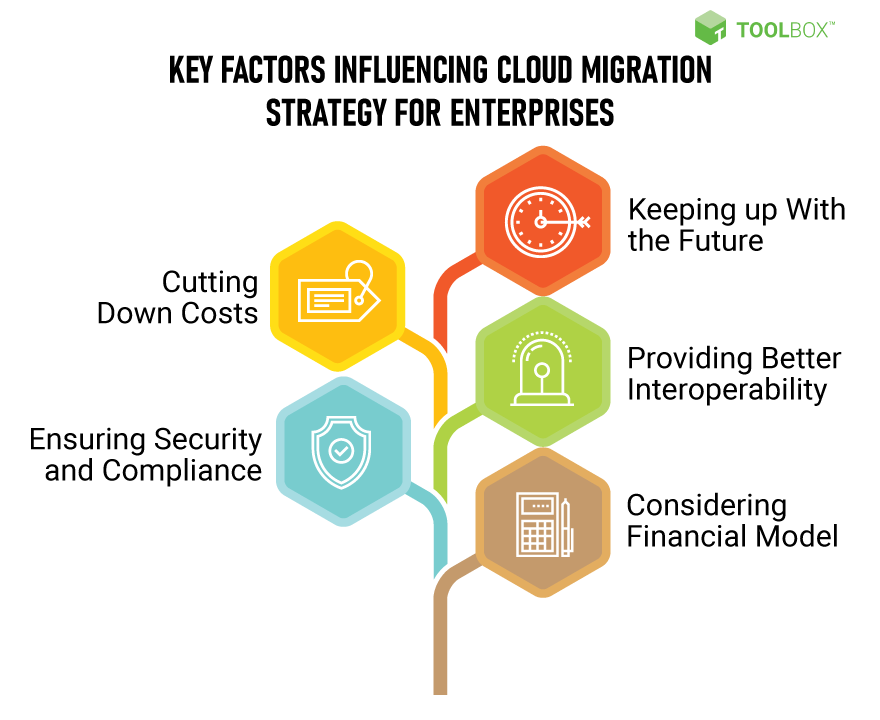 TOOLBOX™
KEY FACTORS INFLUENCING CLOUD MIGRATION
STRATEGY FOR ENTERPRISES
Keeping up With
the Future
Cutting
Down Costs
Providing Better
Interoperability
Ensuring Security
and Compliance
Considering
Financial Model